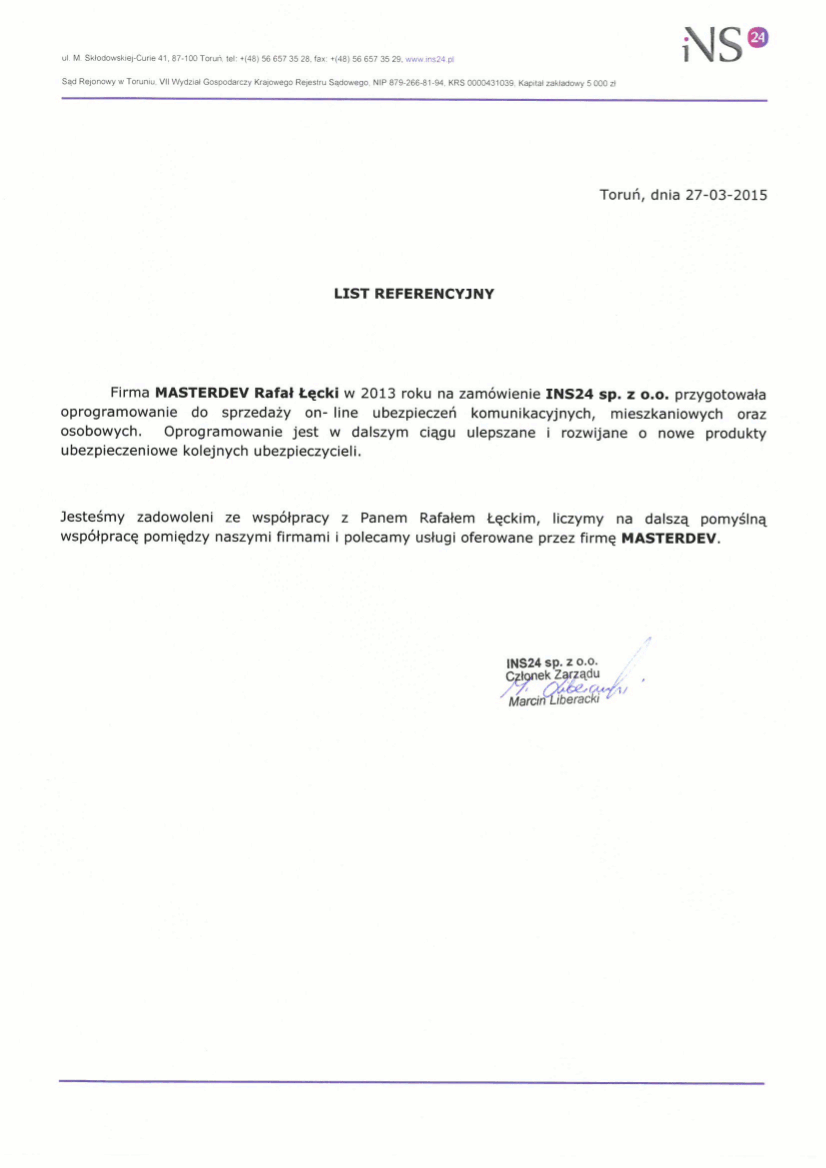 iNS 24
ul. M. Skłodowskiej-Curie 41, 87-100 Toruń. tel: +(48) 56 657 35 28, fax: +(48) 56 657 35 29, www.ins24.pl
Sąd Rejonowy w Toruniu, VII Wydział Gospodarczy Krajowego Rejestru Sądowego, NIP 879-266-81-94, KRS 0000431039, Kapitał zakładowy 5 000 zł
Toruń, dnia 27-03-2015
LIST REFERENCYJNY
Firma MASTERDEV Rafał Łęcki w 2013 roku na zamówienie INS24 sp. z o.o. przygotowała
oprogramowanie do sprzedaży on- line ubezpieczeń komunikacyjnych, mieszkaniowych oraz
osobowych. Oprogramowanie jest w dalszym ciągu ulepszane i rozwijane o nowe produkty
ubezpieczeniowe kolejnych ubezpieczycieli.
Jesteśmy zadowoleni ze współpracy z Panem Rafałem Łęckim, liczymy na dalszą pomyślną
współpracę pomiędzy naszymi firmami i polecamy usługi oferowane przez firmę MASTERDEV.
INS24 sp. z o.o.
Członek Zarządu
M. Liberacki
Marcin Liberacki